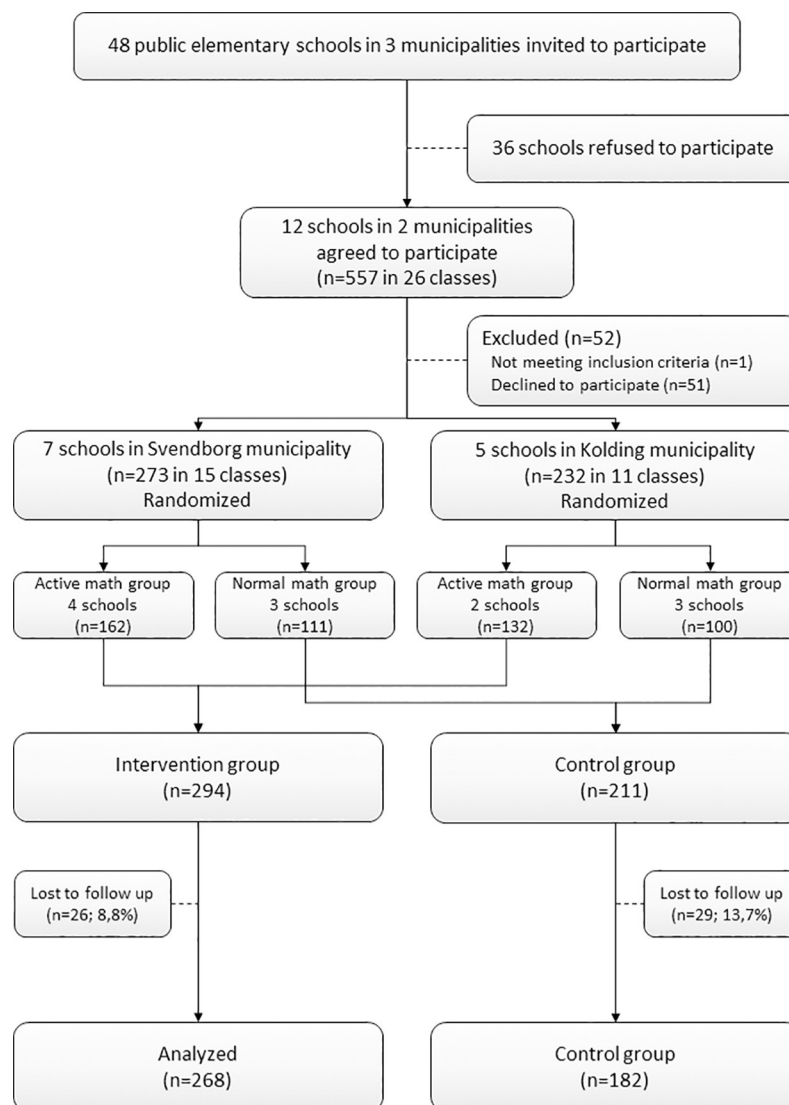 48 public elementary schools in 3 municipalities invited to participate
36 schools refused to participate
12 schools in 2 municipalities
agreed to participate
(n=557 in 26 classes)
Excluded (n=52)
Not meeting inclusion criteria (n=1)
Declined to participate (n=51)
7 schools in Svendborg municipality
(n=273 in 15 classes)
Randomized
5 schools in Kolding municipality
(n=232 in 11 classes)
Randomized
Active math group
4 schools
(n=162)
Normal math group
3 schools
(n=111)
Active math group
2 schools
(n=132)
Normal math group
3 schools
(n=100)
Intervention group
(n=294)
Control group
(n=211)
Lost to follow up
(n=26; 8,8%)
Lost to follow up
(n=29; 13,7%)
Analyzed
(n=268)
Control group
(n=182)